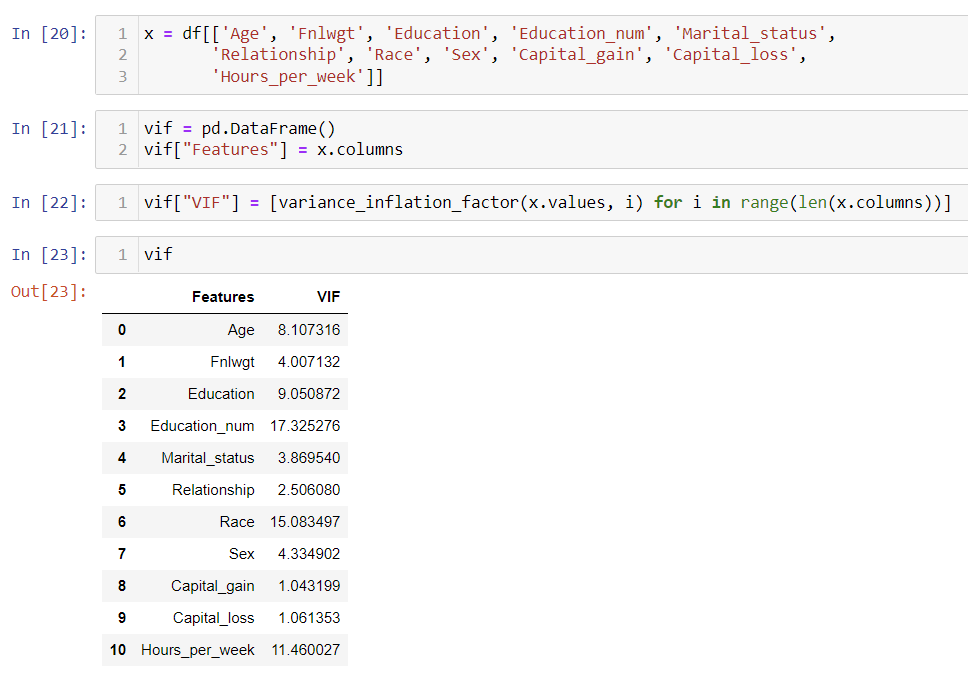 In [20]:
1 x = df[['Age', 'Fnlwgt', 'Education', 'Education_num', 'Marital_status',
2 'Relationship', 'Race', 'Sex', 'Capital_gain', 'Capital_loss',
3 'Hours_per_week']]
In [21]:
1 vif = pd.DataFrame()
2 vif["Features"] = x.columns
In [22]:
1 vif["VIF"] = [variance_inflation_factor(x.values, i) for i in range(len(x.columns))]
In [23]:
1 vif
Out[23]:
Features VIF
0 Age 8.107316
1 Fnlwgt 4.007132
2 Education 9.050872
3 Education_num 17.325276
4 Marital_status 3.869540
5 Relationship 2.506080
6 Race 15.083497
7 Sex 4.334902
8 Capital_gain 1.043199
9 Capital_loss 1.061353
10 Hours_per_week 11.460027